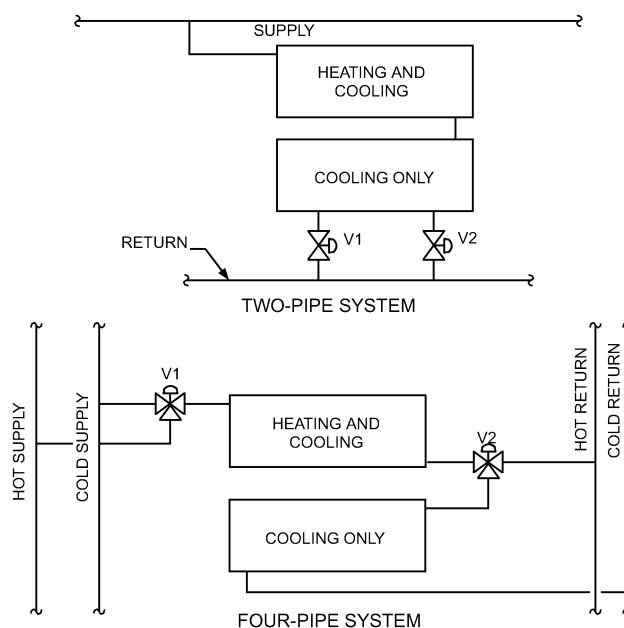 SUPPLY
HEATING AND
COOLING
COOLING ONLY
V1
V2
RETURN
TWO-PIPE SYSTEM
HOT SUPPLY
COLD SUPPLY
V1
HEATING AND
COOLING
V2
HOT RETURN
COLD RETURN
COOLING ONLY
FOUR-PIPE SYSTEM